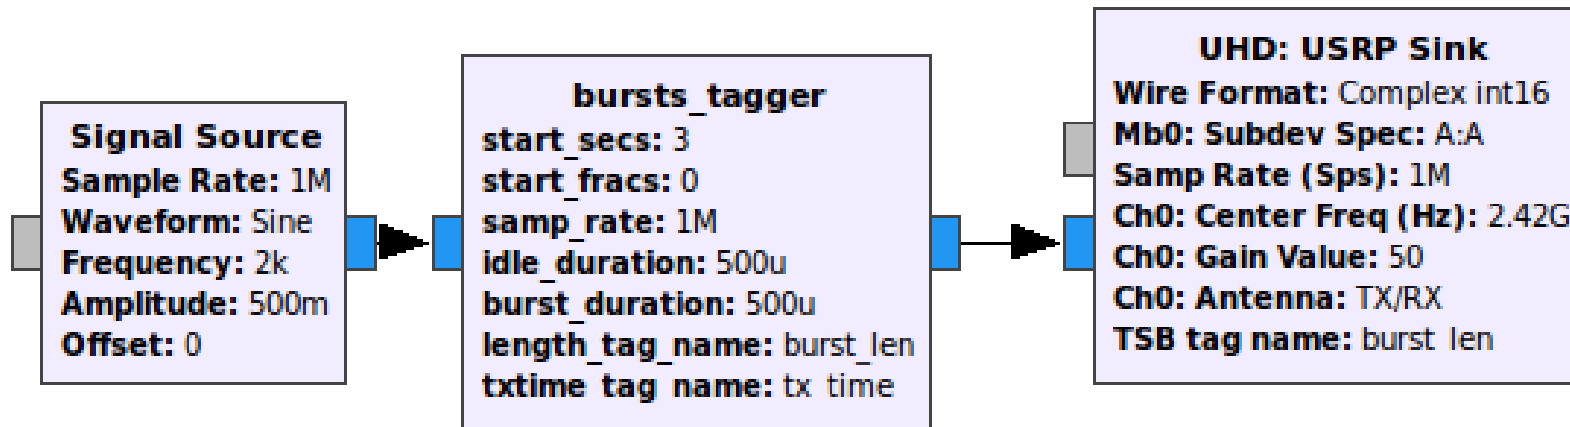 Signal Source
Sample Rate: 1M
Waveform: Sine
Frequency: 2k
Amplitude: 500m
Offset: 0
bursts_tagger
start_secs: 3
start_fracs: 0
samp_rate: 1M
idle_duration: 500u
burst_duration: 500u
length_tag_name: burst_len
txtime_tag_name: tx_time
UHD: USRP Sink
Wire Format: Complex int16
Mb0: Subdev Spec: A:A
Samp Rate (Sps): 1M
Ch0: Center Freq (Hz): 2.42G
Ch0: Gain Value: 50
Ch0: Antenna: TX/RX
TSB tag name: burst_len